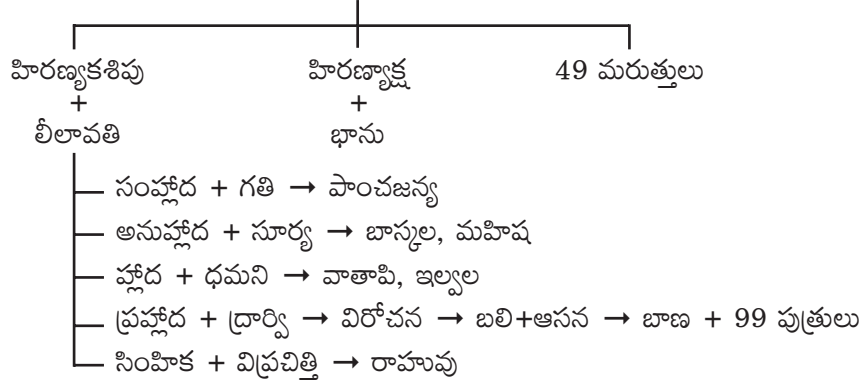 హిరణ్యకశిపు హిరణ్యాక్ష 49 మరుత్తులు
+ +
లీలావతి భాను
సంహ్లాద + గతి → పాంచజన్య
అనుహ్లాద + సూర్య → బాస్కల, మహిష
హ్లాద + ధమని → వాతాపి, ఇల్వల
ప్రహ్లాద + ద్రార్వి → విరోచన → బలి+ఆసన → బాణ + 99 పుత్రులు
సింహిక + విప్రచిత్తి → రాహువు